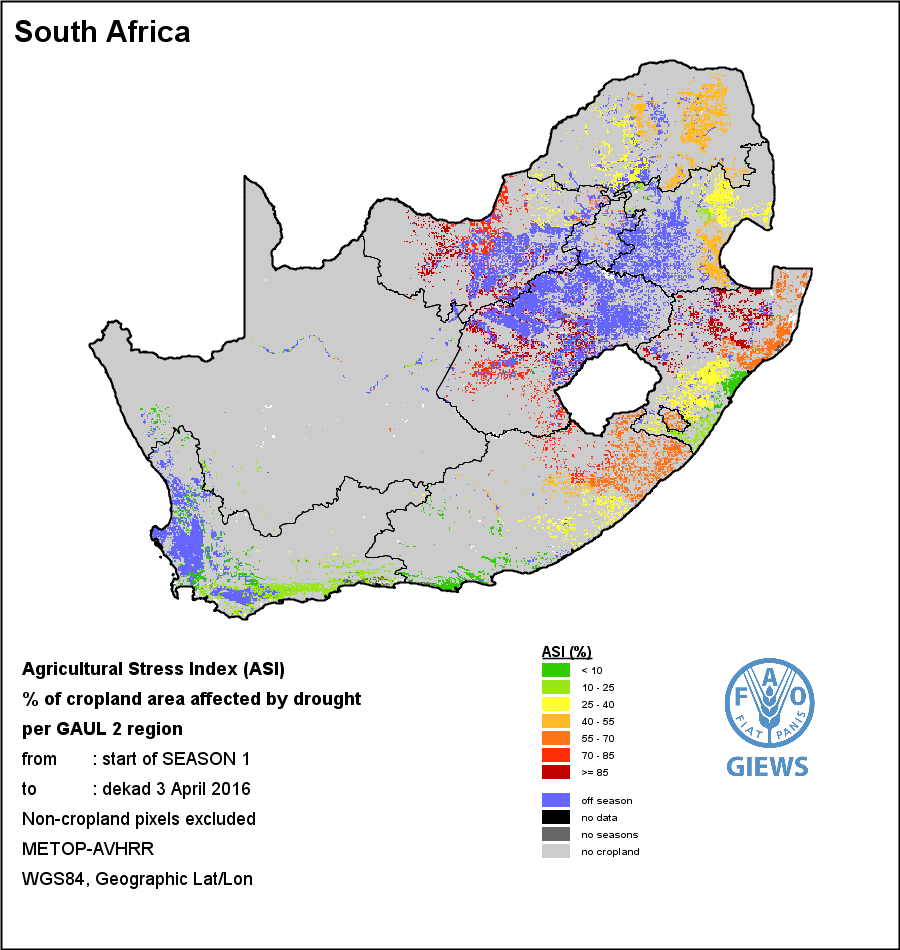 South Africa
Agricultural Stress Index (ASI)
% of cropland area affected by drought
per GAUL 2 region
from : start of SEASON 1
to : dekad 3 April 2016
Non-cropland pixels excluded
METOP-AVHRR
WGS84, Geographic Lat/Lon
ASI (%)
< 10
10 - 25
25 - 40
40 - 55
55 - 70
70 - 85
>= 85
off season
no data
no seasons
no cropland
F A O
FIAT PANIS
GIEWS